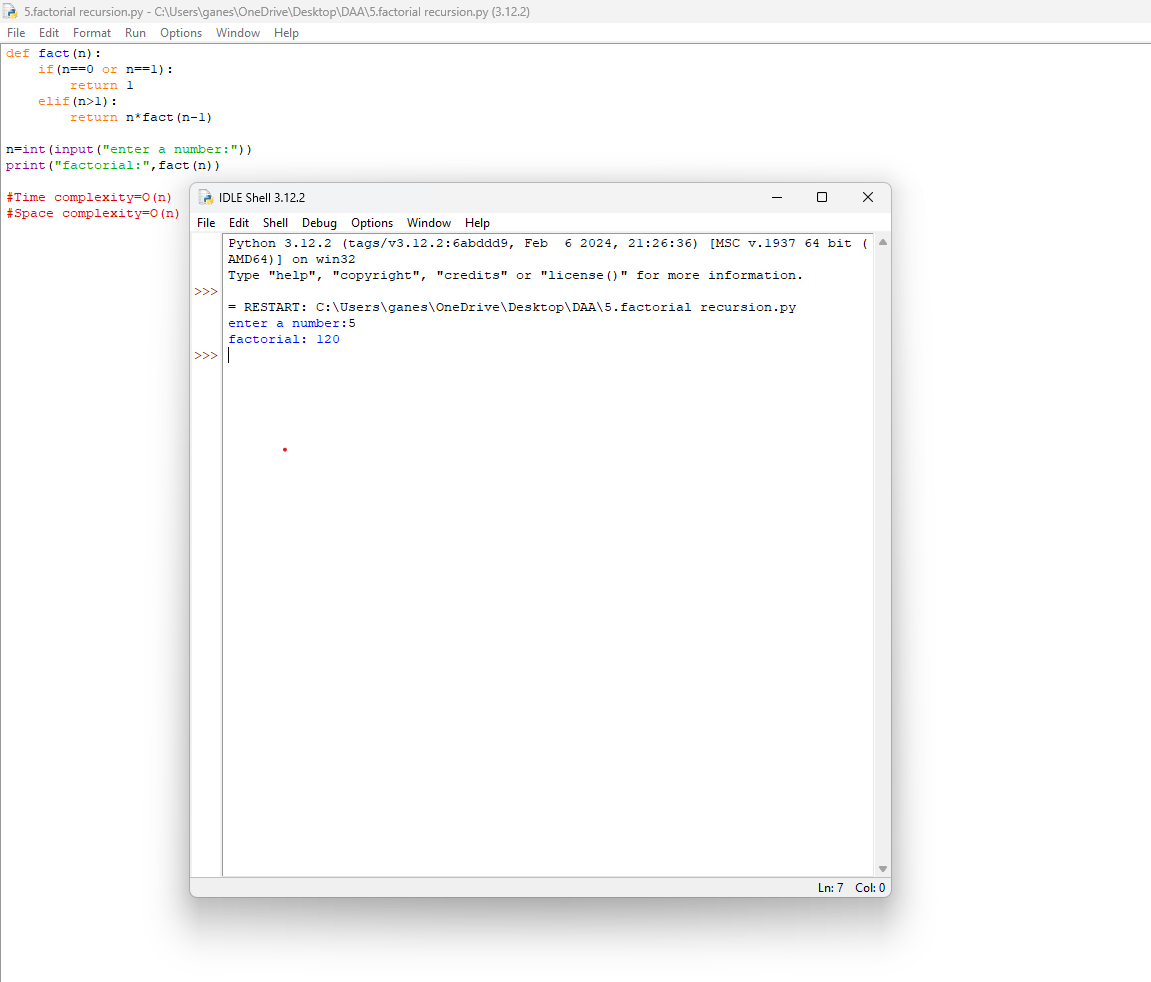 5.factorial recursion.py - C:\Users\ganes\OneDrive\Desktop\DAA\5.factorial recursion.py (3.12.2)
File Edit Format Run Options Window Help
def fact(n):
    if(n==0 or n==1):
        return 1
    elif(n>1):
        return n*fact(n-1)

n=int(input("enter a number:"))
print("factorial:",fact(n))

#Time complexity=O(n)
#Space complexity=O(n)
IDLE Shell 3.12.2
File Edit Shell Debug Options Window Help
Python 3.12.2 (tags/v3.12.2:6abddd9, Feb  6 2024, 21:26:36) [MSC v.1937 64 bit (
AMD64)] on win32
Type "help", "copyright", "credits" or "license()" for more information.
>>>
= RESTART: C:\Users\ganes\OneDrive\Desktop\DAA\5.factorial recursion.py
enter a number:5
factorial: 120
>>>
Ln: 7 Col: 0